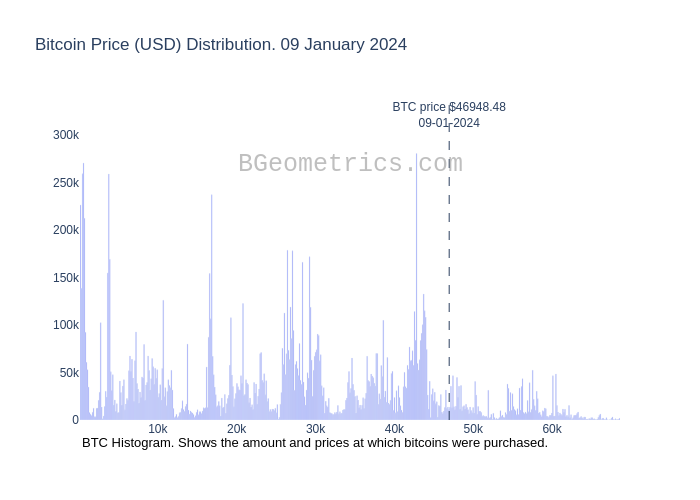 Bitcoin Price (USD) Distribution. 09 January 2024
BTC price $46948.48
09-01-2024
300k
BGeometrics.com
250k
200k
150k
100k
50k
0
10k 20k 30k 40k 50k 60k
BTC Histogram. Shows the amount and prices at which bitcoins were purchased.